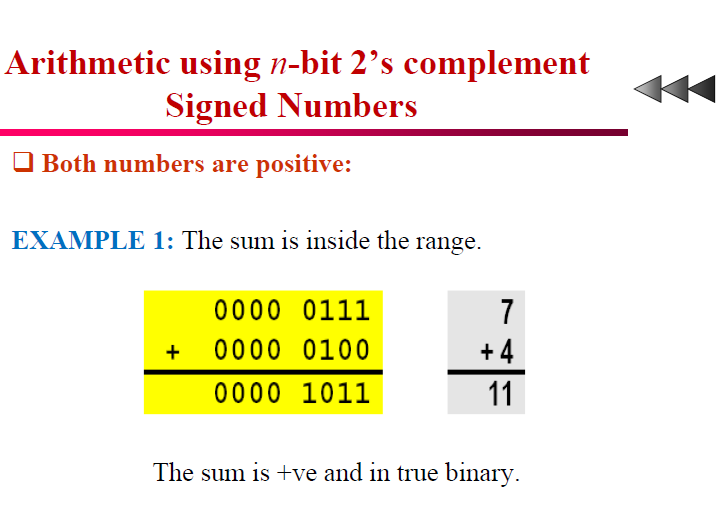 Arithmetic using n-bit 2’s complement
Signed Numbers
❑ Both numbers are positive:
EXAMPLE 1: The sum is inside the range.
0000 0111 7
+ 0000 0100 +4
0000 1011 11
The sum is +ve and in true binary.